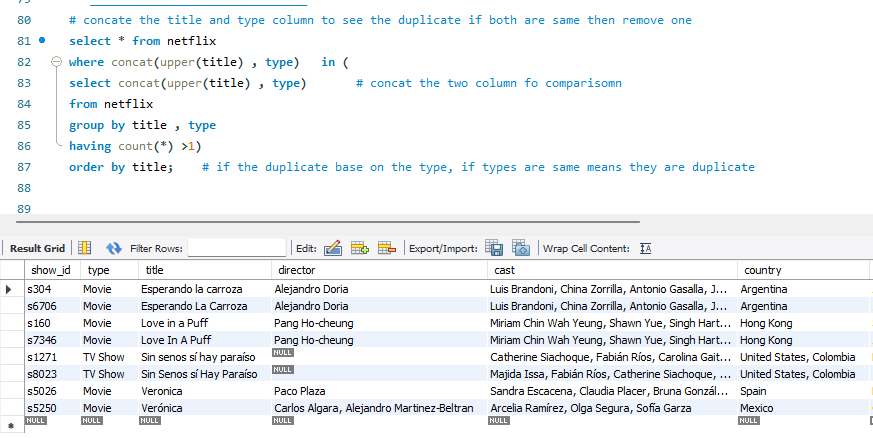 79
80 # concate the title and type column to see the duplicate if both are same then remove one
81 select * from netflix
82 where concat(upper(title) , type) in (
83 select concat(upper(title) , type) # concat the two column fo comparisomn
84 from netflix
85 group by title , type
86 having count(*) >1)
87 order by title; # if the duplicate base on the type, if types are same means they are duplicate
88
89
Result Grid Filter Rows: Edit: Export/Import: Wrap Cell Content: IA
show_id type title director cast country
s304 Movie Esperando la carroza Alejandro Doria Luis Brandoni, China Zorrilla, Antonio Gasalla, J... Argentina
s6706 Movie Esperando La Carroza Alejandro Doria Luis Brandoni, China Zorrilla, Antonio Gasalla, J... Argentina
s160 Movie Love in a Puff Pang Ho-cheung Miriam Chin Wah Yeung, Shawn Yue, Singh Hart... Hong Kong
s7346 Movie Love In A Puff Pang Ho-cheung Miriam Chin Wah Yeung, Shawn Yue, Singh Hart... Hong Kong
s1271 TV Show Sin senos sí hay paraíso NULL Catherine Siachoque, Fabián Ríos, Carolina Gait... United States, Colombia
s8023 TV Show Sin Senos sí Hay Paraíso NULL Majida Issa, Fabián Ríos, Catherine Siachoque, ... United States, Colombia
s5026 Movie Veronica Paco Plaza Sandra Escacena, Claudia Placer, Bruna Gonzál... Spain
s5250 Movie Verónica Carlos Algara, Alejandro Martinez-Beltran Arcelia Ramírez, Olga Segura, Sofía Garza Mexico
NULL NULL NULL NULL NULL NULL